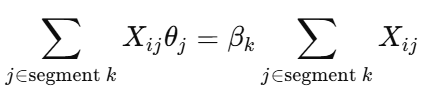 ∑ X_{ij}θ_j = β_k ∑ X_{ij}
j∈segment k j∈segment k